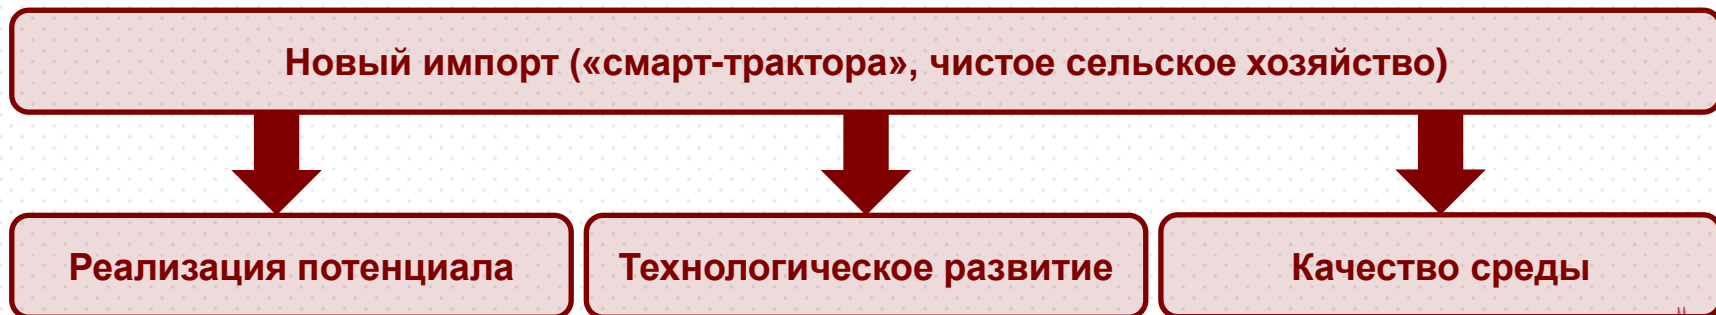 Новый импорт («смарт-трактора», чистое сельское хозяйство)
Реализация потенциала
Технологическое развитие
Качество среды